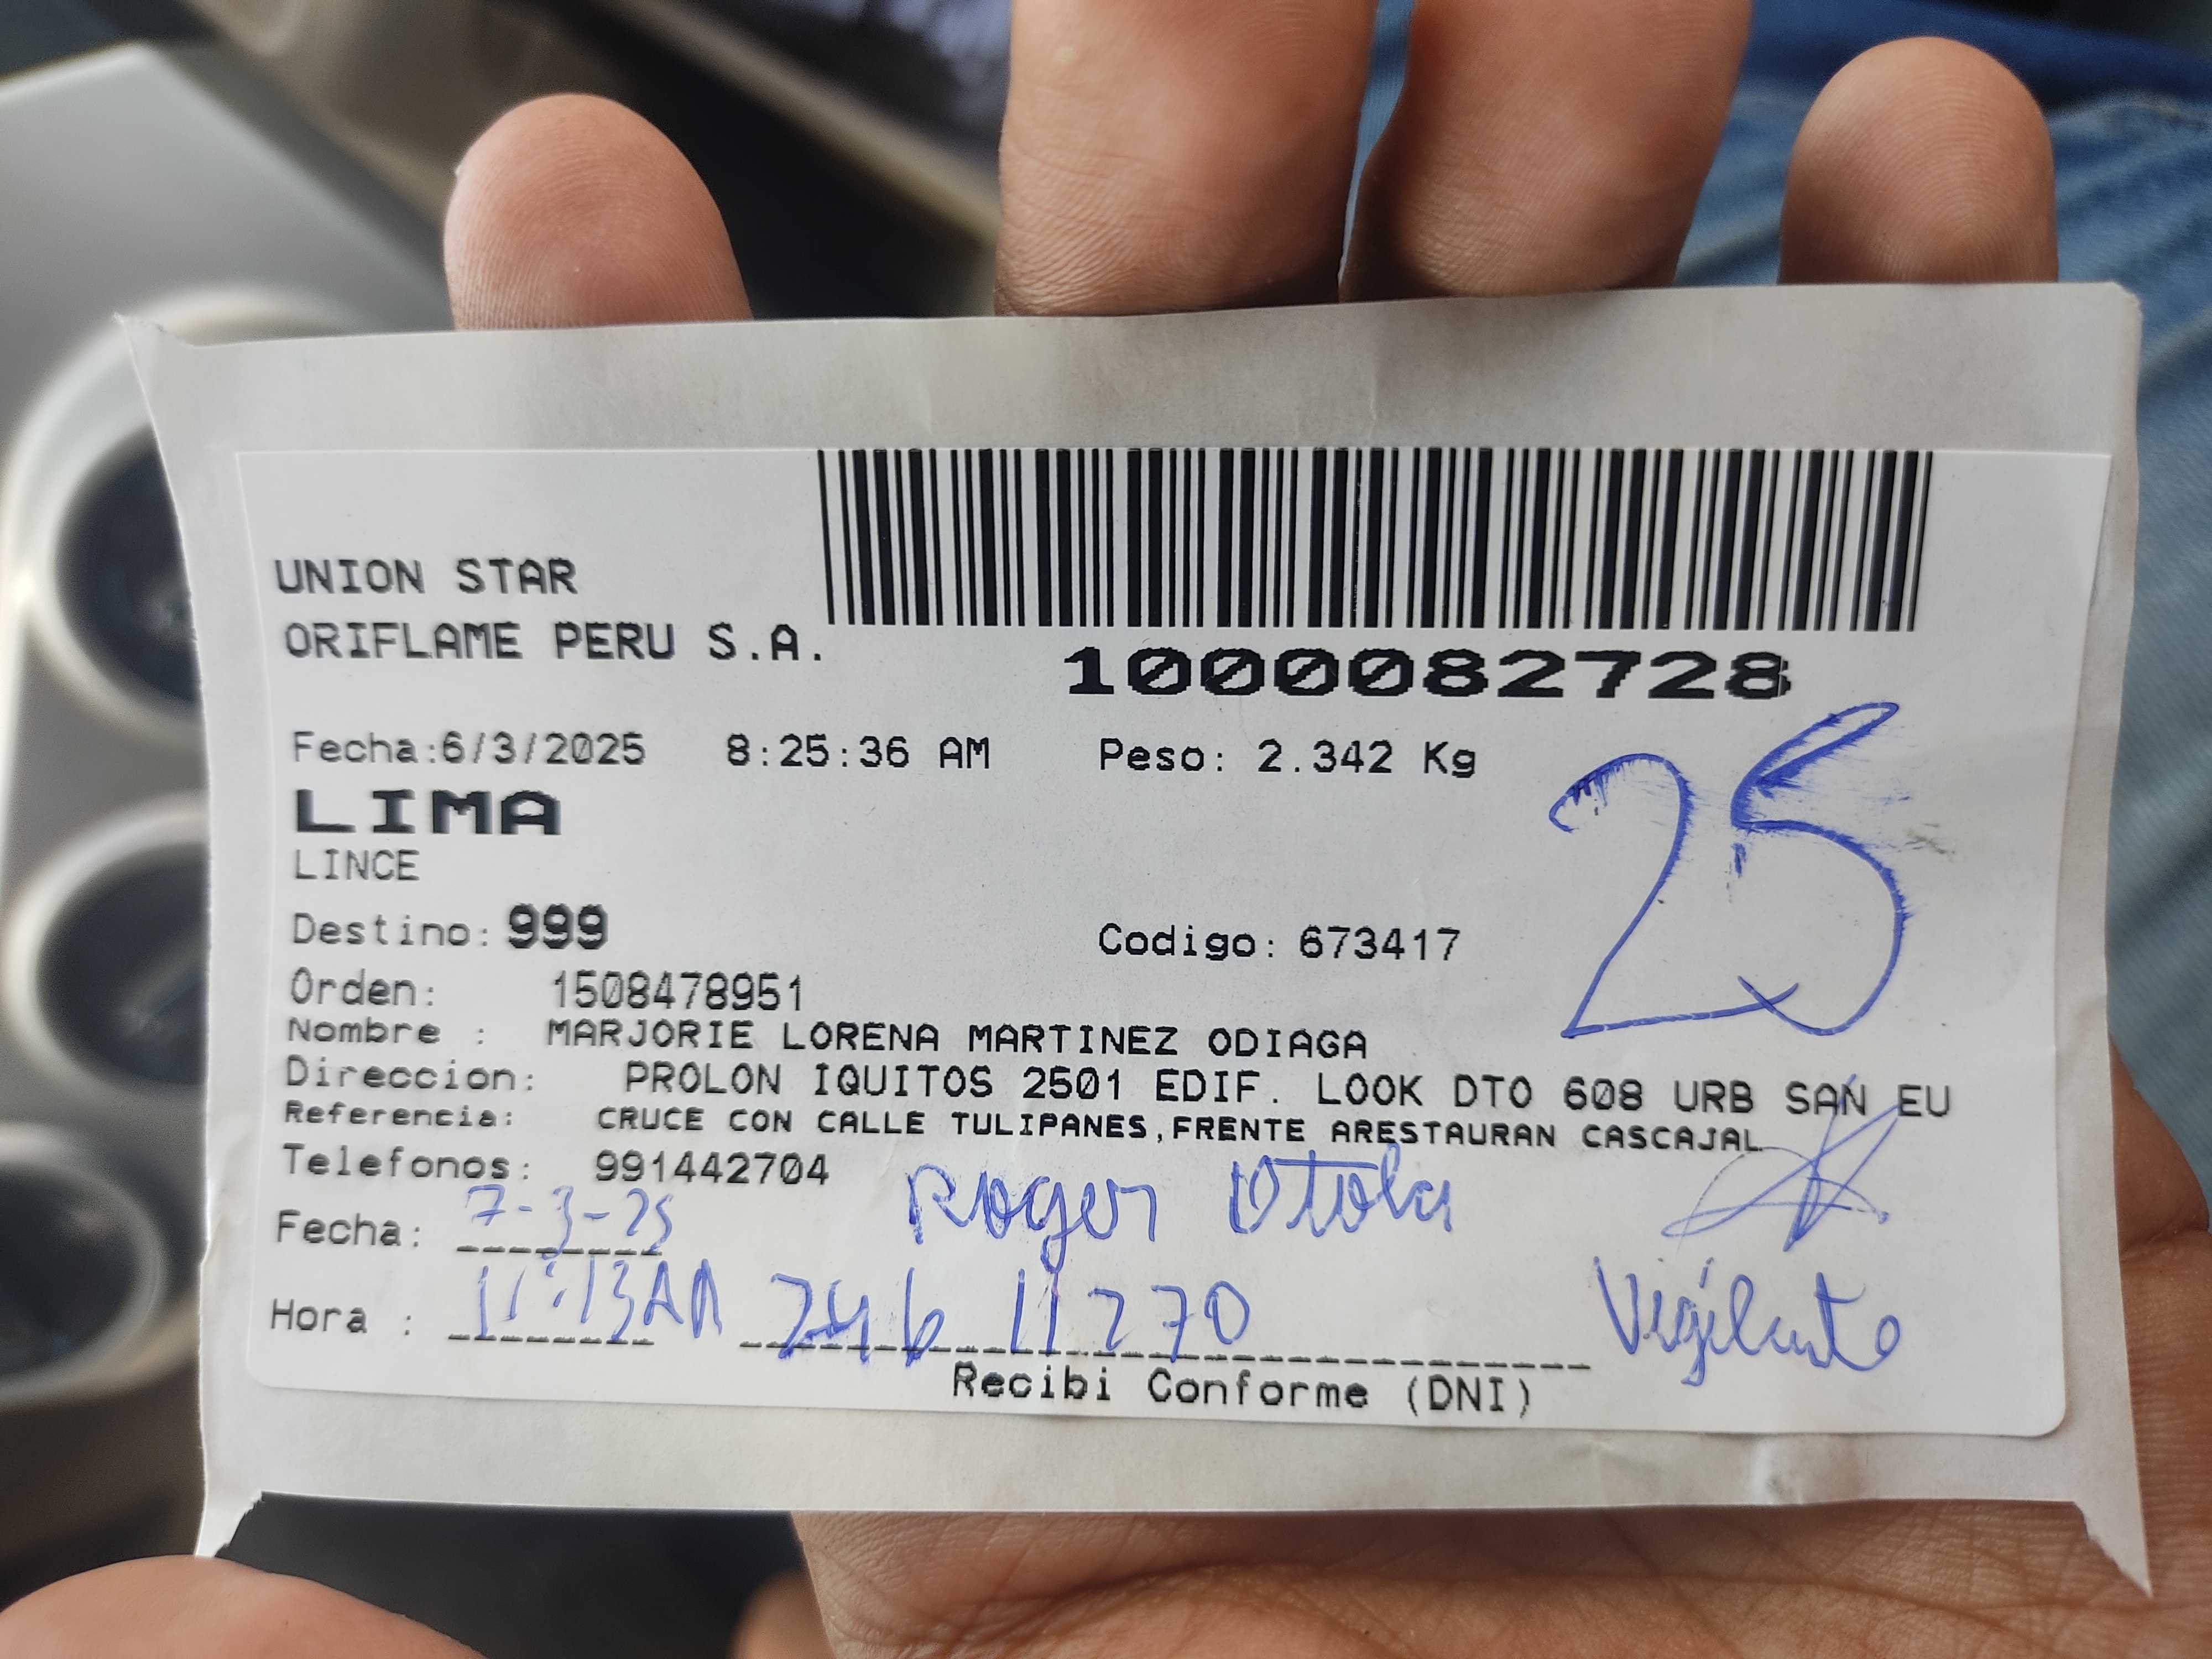 UNION STAR
ORIFLAME PERU S.A.
1000082728
Fecha:6/3/2025 8:25:36 AM Peso: 2.342 Kg
25
LIMA
LINCE
Destino: 999 Codigo: 673417
Orden: 1508478951
Nombre : MARJORIE LORENA MARTINEZ ODIAGA
Direccion: PROLON IQUITOS 2501 EDIF. LOOK DTO 608 URB SAN EU
Referencia: CRUCE CON CALLE TULIPANES,FRENTE ARESTAURAN CASCAJAL
Telefonos: 991442704
Fecha: 7-3-25 Roger Otola
Hora : 11:13AM Vigilante
Recibi Conforme (DNI)